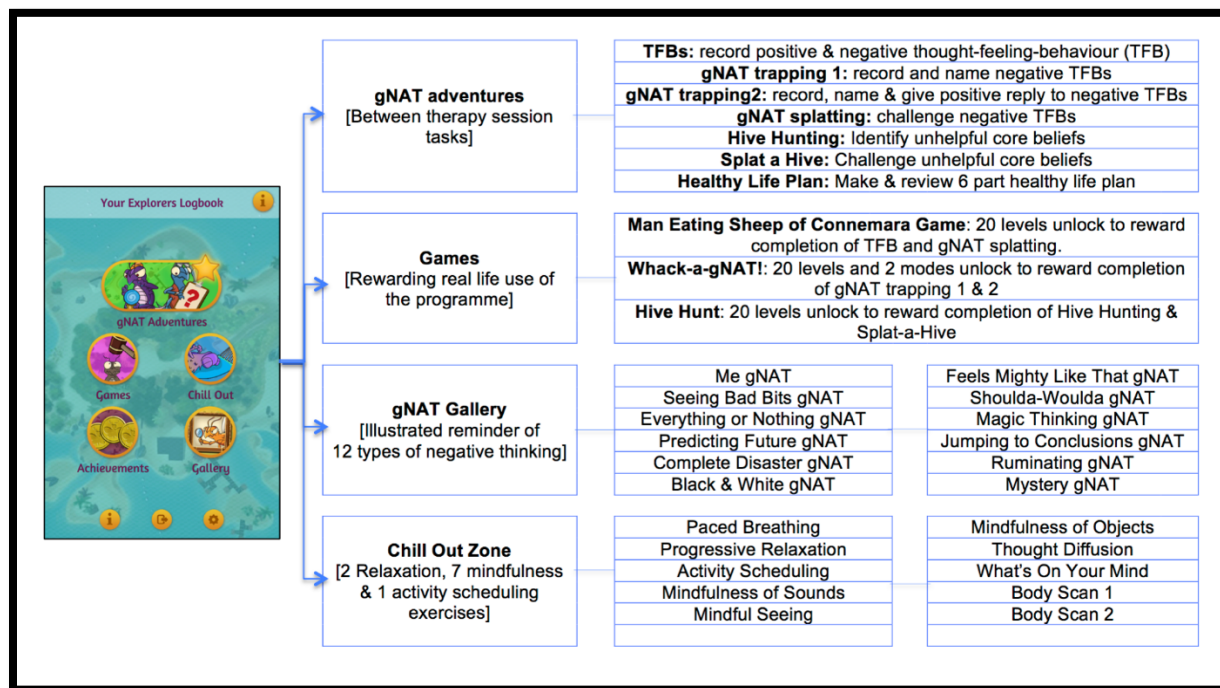 Your Explorers Logbook
i
?
gNAT Adventures
Games
Chill Out
Achievements
Gallery
i
gNAT adventures
[Between therapy session
tasks]
TFBs: record positive & negative thought-feeling-behaviour (TFB)
gNAT trapping 1: record and name negative TFBs
gNAT trapping2: record, name & give positive reply to negative TFBs
gNAT splatting: challenge negative TFBs
Hive Hunting: Identify unhelpful core beliefs
Splat a Hive: Challenge unhelpful core beliefs
Healthy Life Plan: Make & review 6 part healthy life plan
Games
[Rewarding real life use of
the programme]
Man Eating Sheep of Connemara Game: 20 levels unlock to reward
completion of TFB and gNAT splatting.
Whack-a-gNAT!: 20 levels and 2 modes unlock to reward completion
of gNAT trapping 1 & 2
Hive Hunt: 20 levels unlock to reward completion of Hive Hunting &
Splat-a-Hive
gNAT Gallery
[Illustrated reminder of
12 types of negative thinking]
Me gNAT
Seeing Bad Bits gNAT
Everything or Nothing gNAT
Predicting Future gNAT
Complete Disaster gNAT
Black & White gNAT
Feels Mighty Like That gNAT
Shoulda-Woulda gNAT
Magic Thinking gNAT
Jumping to Conclusions gNAT
Ruminating gNAT
Mystery gNAT
Chill Out Zone
[2 Relaxation, 7 mindfulness
& 1 activity scheduling
exercises]
Paced Breathing
Progressive Relaxation
Activity Scheduling
Mindfulness of Sounds
Mindful Seeing
Mindfulness of Objects
Thought Diffusion
What's On Your Mind
Body Scan 1
Body Scan 2